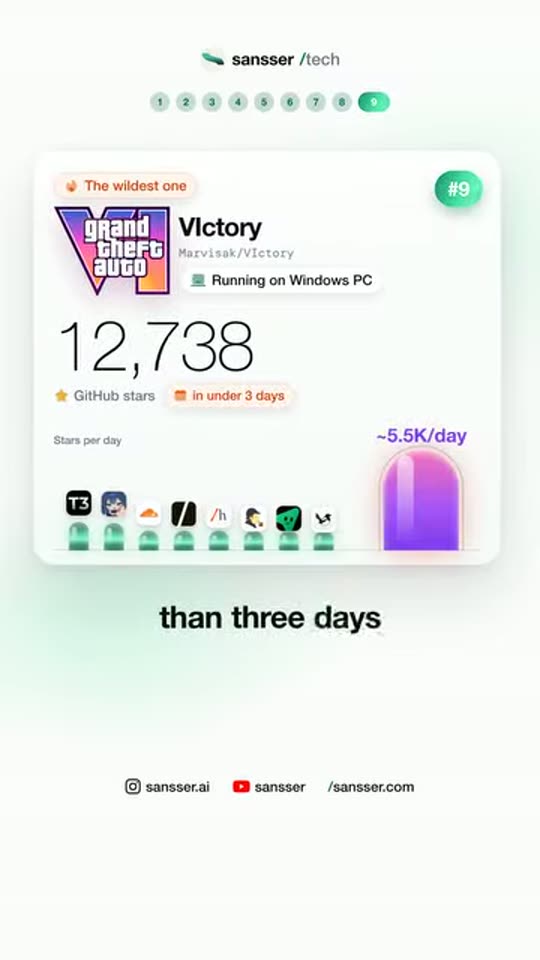 sansser /tech
1 2 3 4 5 6 7 8 9
The wildest one
#9
grand
theft
auto
VI
VIctory
Marvisak/VIctory
Running on Windows PC
12,738
GitHub stars
in under 3 days
Stars per day
~5.5K/day
T3
/h
than three days
sansser.ai sansser /sansser.com